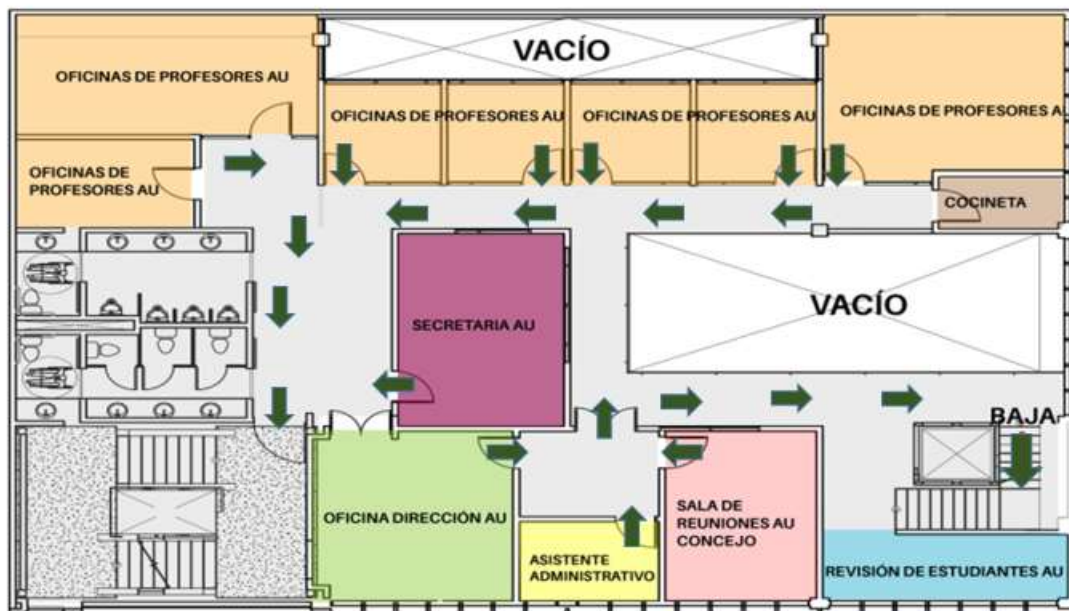 VACÍO
OFICINAS DE PROFESORES AU
OFICINAS DE PROFESORES AU
OFICINAS DE PROFESORES AU
OFICINAS DE PROFESORES AU
OFICINAS DE
PROFESORES AU
COCINETA
VACÍO
SECRETARIA AU
BAJA
OFICINA DIRECCIÓN AU
SALA DE
REUNIONES AU
CONCEJO
ASISTENTE
ADMINISTRATIVO
REVISIÓN DE ESTUDIANTES AU